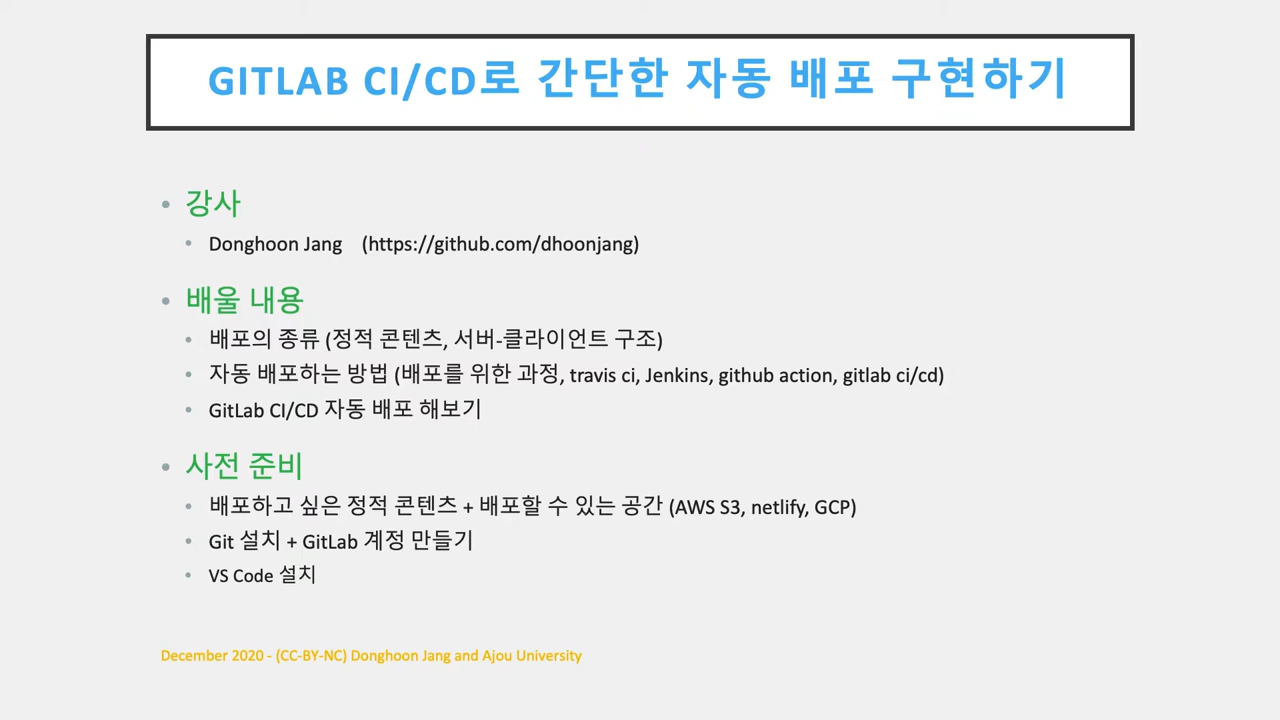 GITLAB CI/CD로 간단한 자동 배포 구현하기
• 강사
• Donghoon Jang (https://github.com/dhoonjang)
• 배울 내용
• 배포의 종류 (정적 콘텐츠, 서버-클라이언트 구조)
• 자동 배포하는 방법 (배포를 위한 과정, travis ci, Jenkins, github action, gitlab ci/cd)
• GitLab CI/CD 자동 배포 해보기
• 사전 준비
• 배포하고 싶은 정적 콘텐츠 + 배포할 수 있는 공간 (AWS S3, netlify, GCP)
• Git 설치 + GitLab 계정 만들기
• VS Code 설치
December 2020 - (CC-BY-NC) Donghoon Jang and Ajou University